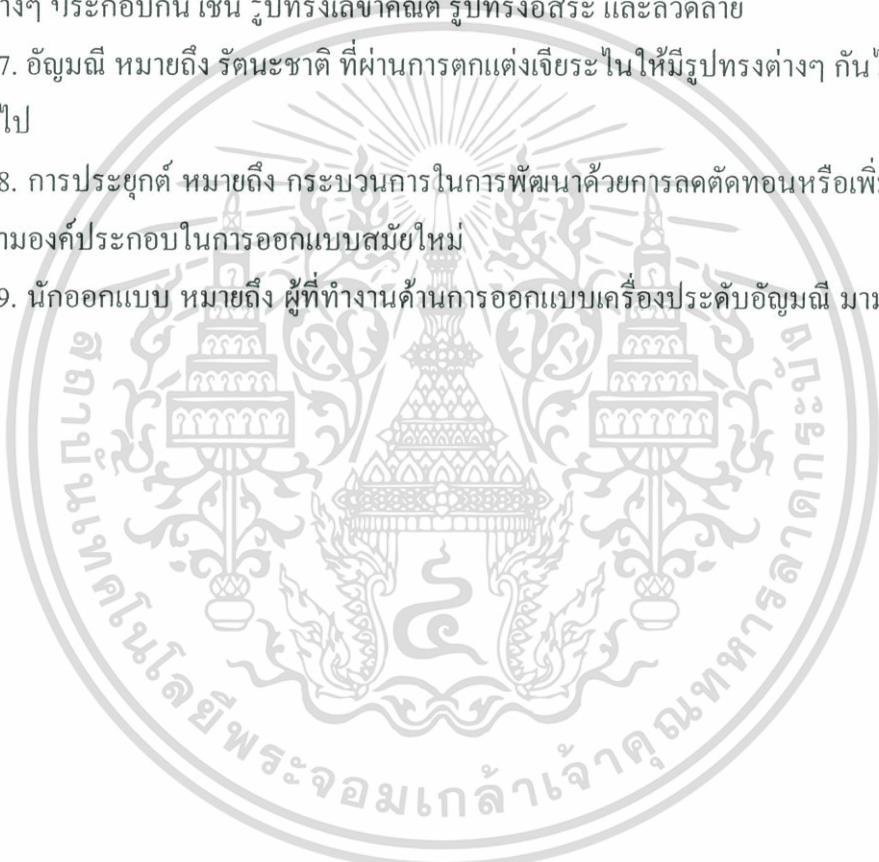 างๆ ประกอบกัน เช่น รูปทรงเลขาคณิต รูปทรงอิสระ และลวดลาย
7. อัญมณี หมายถึง รัตนะชาติ ที่ผ่านการตกแต่งเจียระไนให้มีรูปทรงต่างๆ กัน
ไป
8. การประยุกต์ หมายถึง กระบวนการในการพัฒนาด้วยการลดตัดทอนหรือเพิ่
ามองค์ประกอบในการออกแบบสมัยใหม่
9. นักออกแบบ หมายถึง ผู้ที่ทำงานด้านการออกแบบเครื่องประดับอัญมณี มา
สถาบันเทคโนโลยีพระจอมเกล้าเจ้าคุณทหารลาดกระบัง